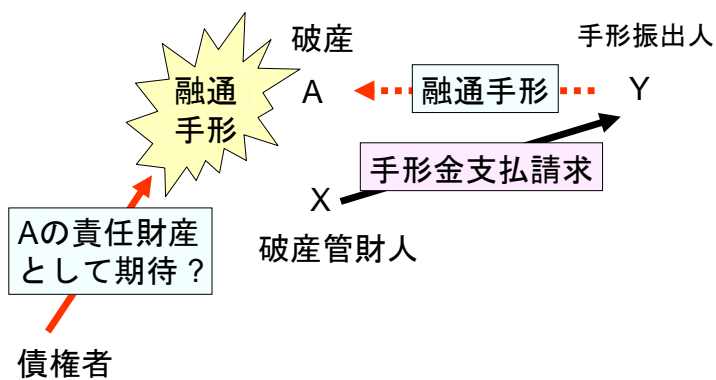 破産
手形振出人
融通
手形
A
融通手形
Y
手形金支払請求
X
破産管財人
Aの責任財産
として期待？
債権者